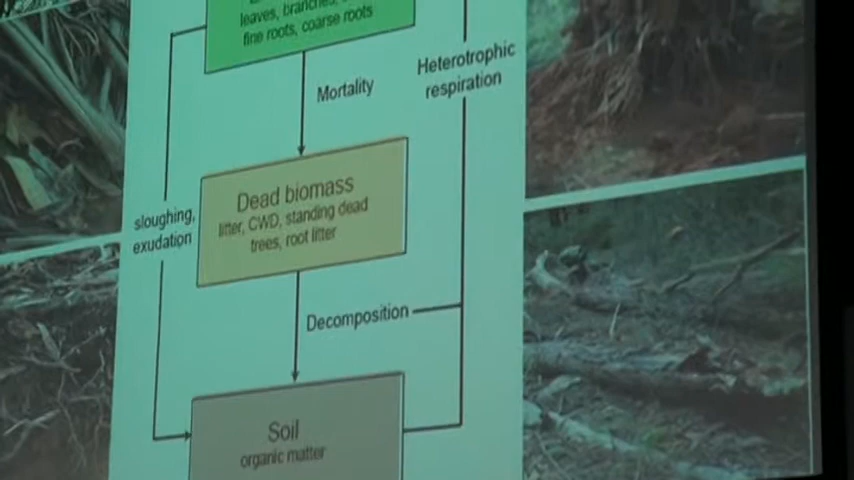 leaves, branches,
fine roots, coarse roots
Mortality
Heterotrophic
respiration
Dead biomass
litter, CWD, standing dead
trees, root litter
sloughing,
exudation
Decomposition
Soil
organic matter